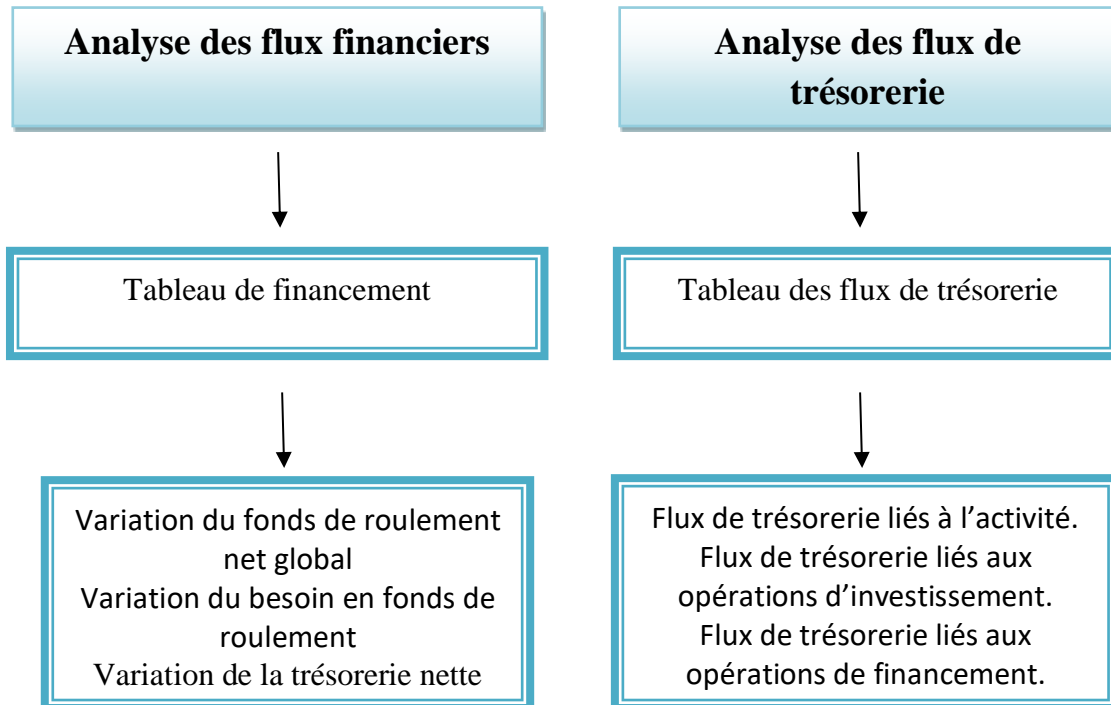 Analyse des flux financiers
Analyse des flux de
trésorerie
Tableau de financement
Tableau des flux de trésorerie
Variation du fonds de roulement
net global
Variation du besoin en fonds de
roulement
Variation de la trésorerie nette
Flux de trésorerie liés à l’activité.
Flux de trésorerie liés aux
opérations d’investissement.
Flux de trésorerie liés aux
opérations de financement.